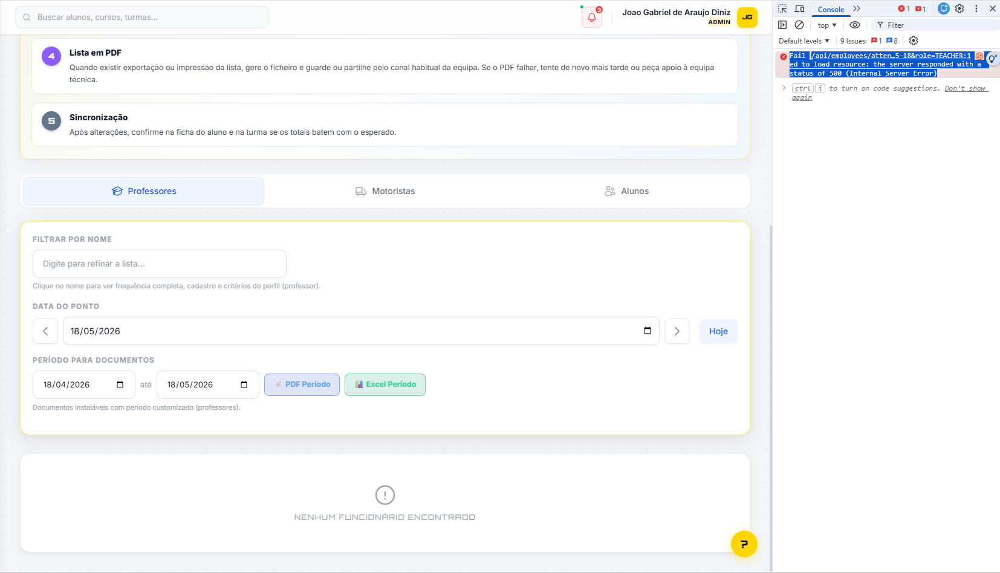 Buscar alunos, cursos, turmas...
3
Joao Gabriel de Araujo Diniz
ADMIN
JG
4
Lista em PDF
Quando existir exportação ou impressão da lista, gere o ficheiro e guarde ou partilhe pelo canal habitual da equipa. Se o PDF falhar, tente de novo mais tarde ou peça apoio à equipa
técnica.
5
Sincronização
Após alterações, confirme na ficha do aluno e na turma se os totais batem com o esperado.
Professores
Motoristas
Alunos
FILTRAR POR NOME
Digite para refinar a lista...
Clique no nome para ver frequência completa, cadastro e critérios do perfil (professor).
DATA DO PONTO
18/05/2026
Hoje
PERÍODO PARA DOCUMENTOS
18/04/2026
até
18/05/2026
PDF Período
Excel Período
Documentos instaláveis com período customizado (professores).
NENHUM FUNCIONÁRIO ENCONTRADO
?
Console
1
1
top
Filter
Default levels
9 Issues:
1
8
Fail /api/employees/atten…5-18&role=TEACHER:1
ed to load resource: the server responded with a
status of 500 (Internal Server Error)
ctrl i to turn on code suggestions. Don't show
again